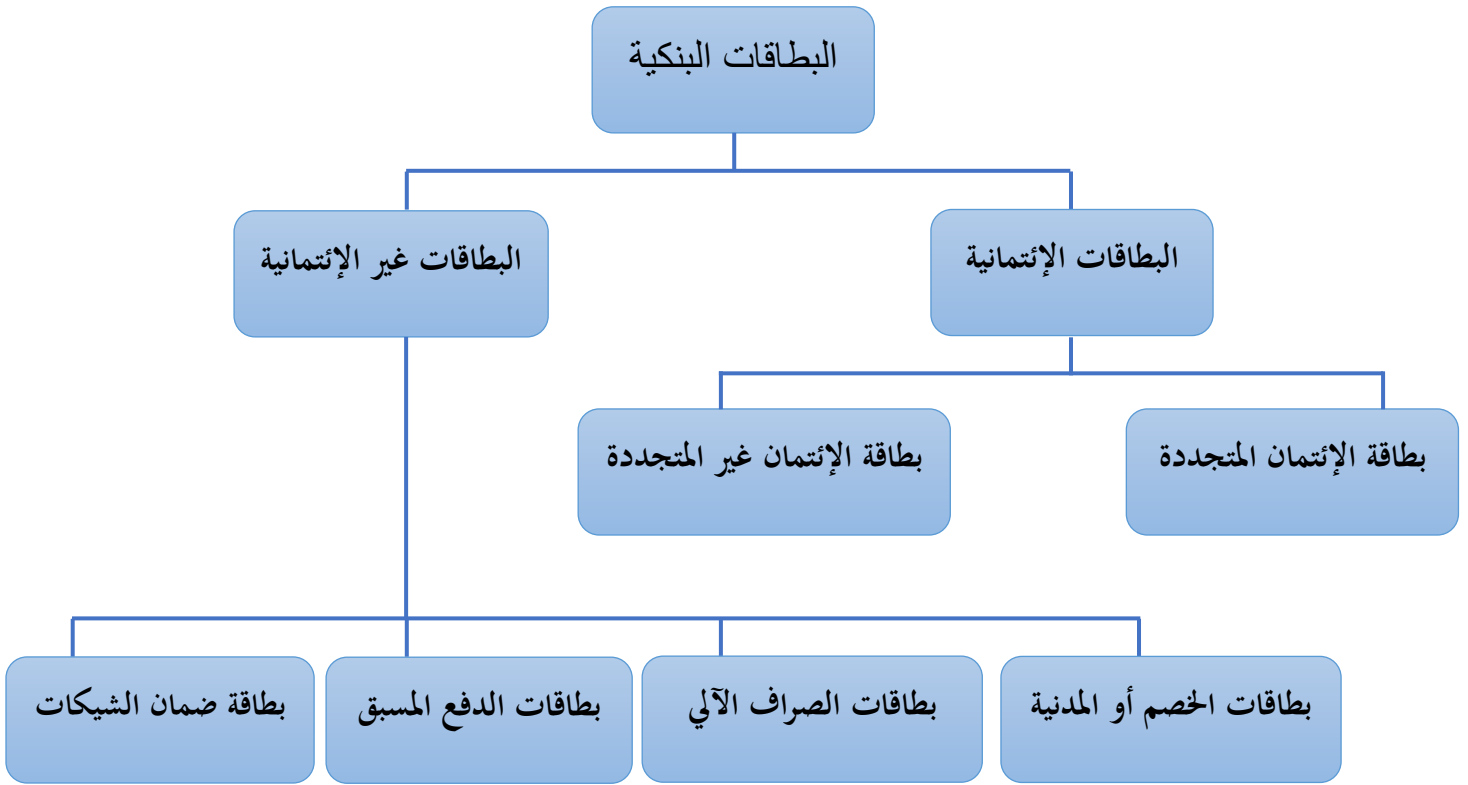 البطاقات البنكية
البطاقات الإئتمانية
البطاقات غير الإئتمانية
بطاقة الإئتمان المتجددة
بطاقة الإئتمان غير المتجددة
بطاقات الخصم أو المدنية
بطاقات الصراف الآلي
بطاقات الدفع المسبق
بطاقة ضمان الشيكات